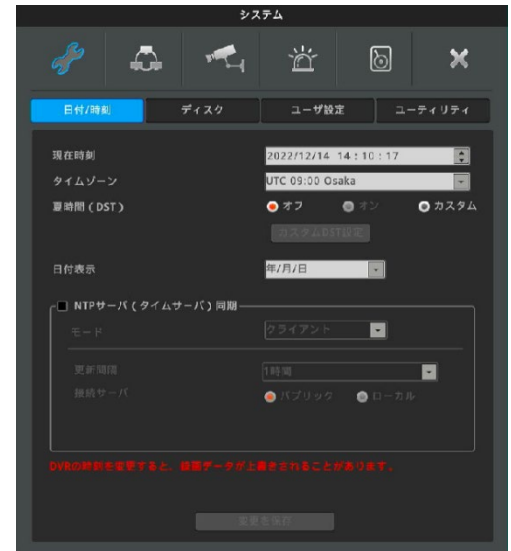 システム
日付/時刻 ディスク ユーザ設定 ユーティリティ
現在時刻 2022/12/14 14:10:17
タイムゾーン UTC 09:00 Osaka
夏時間(DST) オフ オン カスタム
カスタムDST設定
日付表示 年/月/日
NTPサーバ(タイムサーバ)同期
モード クライアント
更新間隔 1時間
接続サーバ パブリック ローカル
DVRの時刻を変更すると、録画データが上書きされることがあります。
変更を保存